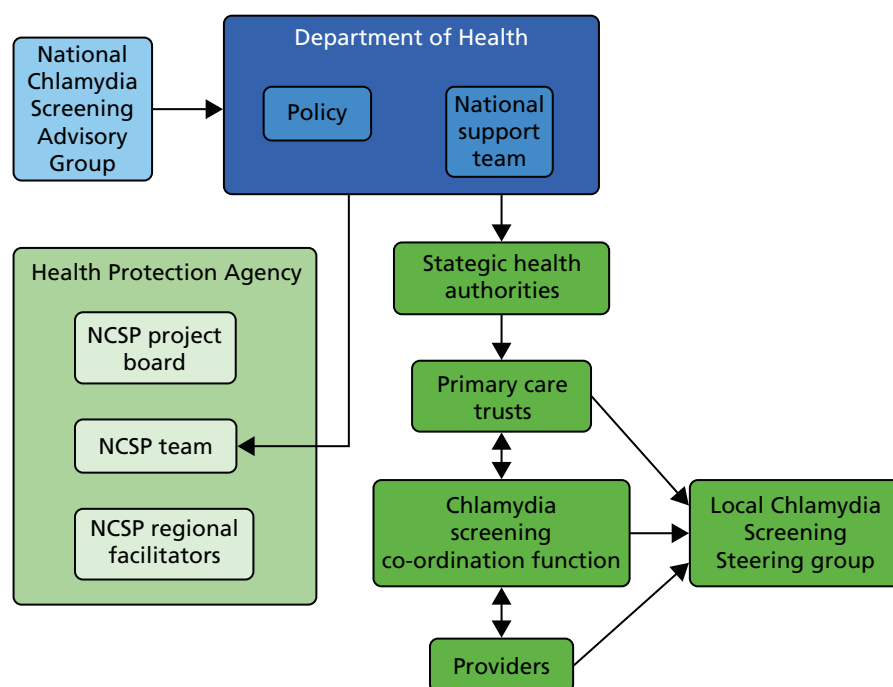 National
Chlamydia
Screening
Advisory
Group
Department of Health
Policy
National
support
team
Health Protection Agency
NCSP project
board
NCSP team
NCSP regional
facilitators
Stategic health
authorities
Primary care
trusts
Chlamydia
screening
co-ordination function
Local Chlamydia
Screening
Steering group
Providers